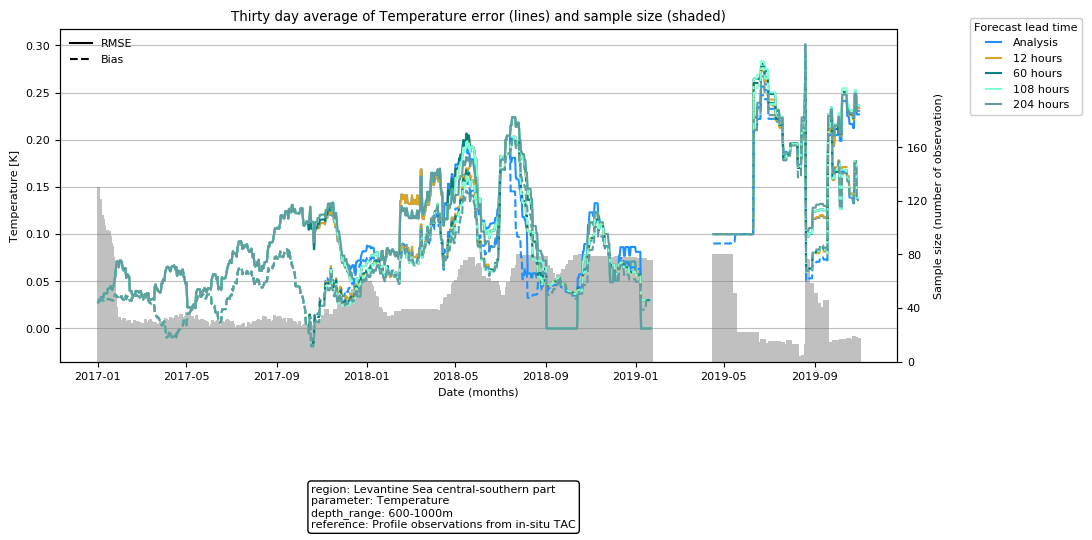 Thirty day average of Temperature error (lines) and sample size (shaded)
RMSE
Bias
Forecast lead time
Analysis
12 hours
60 hours
108 hours
204 hours
0.30
0.25
0.20
0.15
0.10
0.05
0.00
Temperature [K]
160
120
80
40
0
Sample size (number of observation)
2017-01
2017-05
2017-09
2018-01
2018-05
2018-09
2019-01
2019-05
2019-09
Date (months)
region: Levantine Sea central-southern part
parameter: Temperature
depth_range: 600-1000m
reference: Profile observations from in-situ TAC